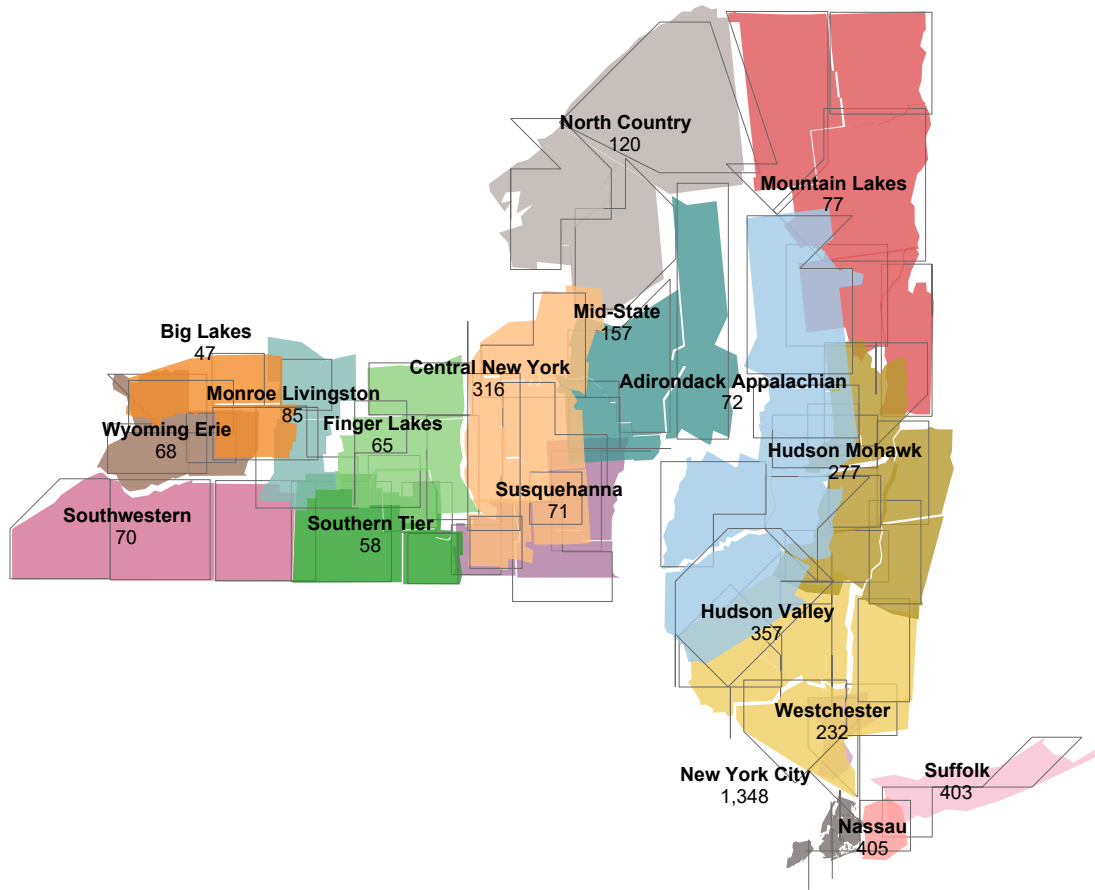 North Country
120
Mountain Lakes
77
Mid-State
157
Big Lakes
47
Central New York
316
Adirondack Appalachian
72
Monroe Livingston
85
Finger Lakes
65
Wyoming Erie
68
Hudson Mohawk
277
Susquehanna
71
Southwestern
70
Southern Tier
58
Hudson Valley
357
Westchester
232
New York City
1,348
Suffolk
403
Nassau
405